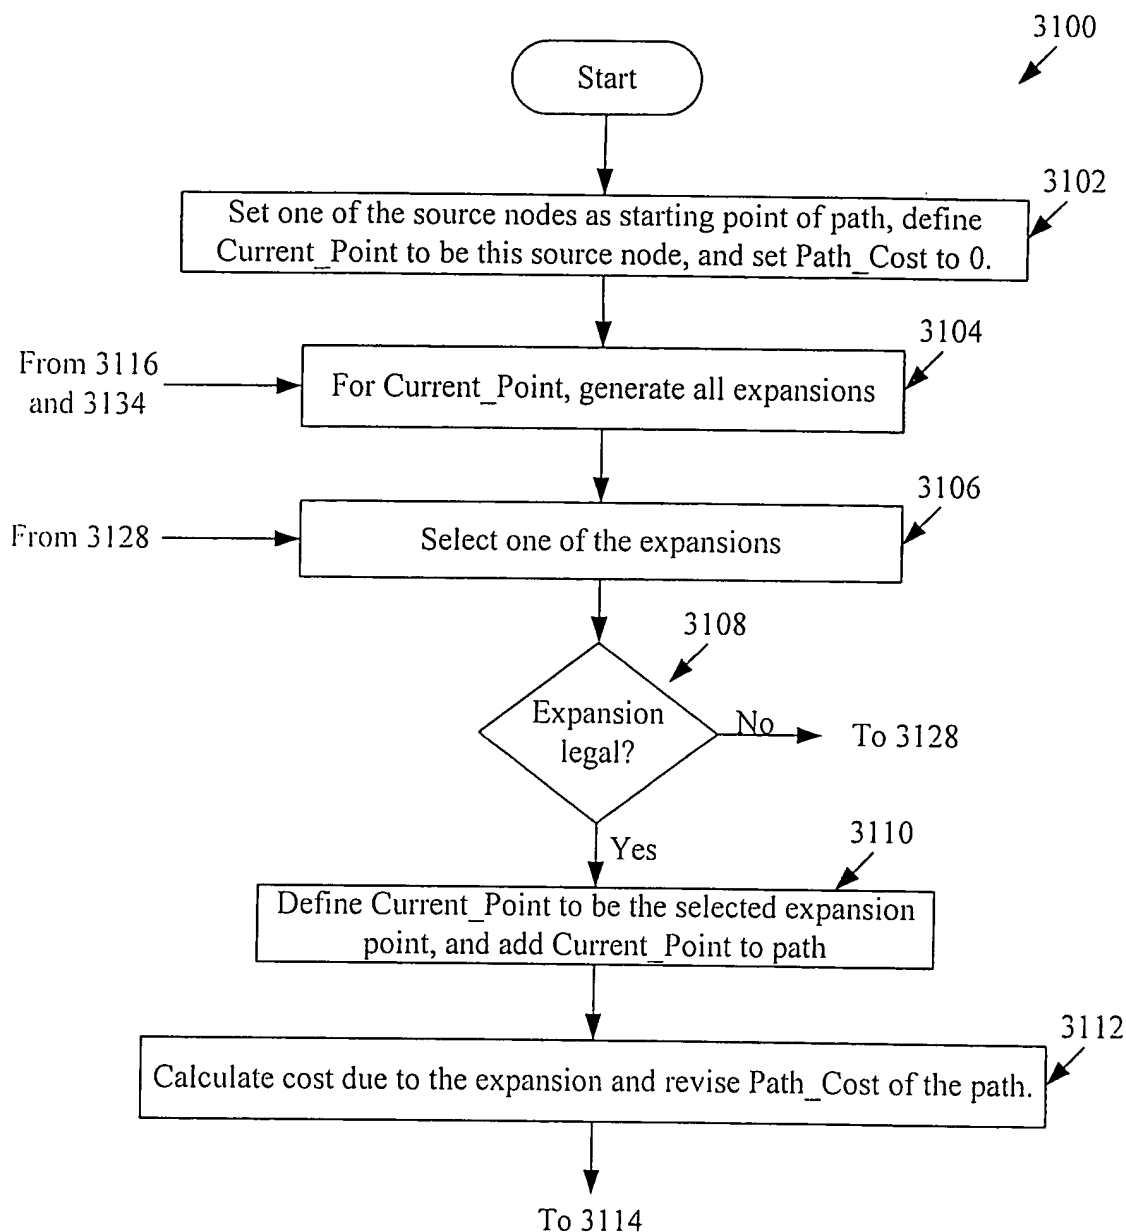 3100
Start
3102
Set one of the source nodes as starting point of path, define
Current_Point to be this source node, and set Path_Cost to 0.
3104
From 3116
and 3134
For Current_Point, generate all expansions
3106
From 3128
Select one of the expansions
3108
Expansion
legal?
No
To 3128
Yes
3110
Define Current_Point to be the selected expansion
point, and add Current_Point to path
3112
Calculate cost due to the expansion and revise Path_Cost of the path.
To 3114